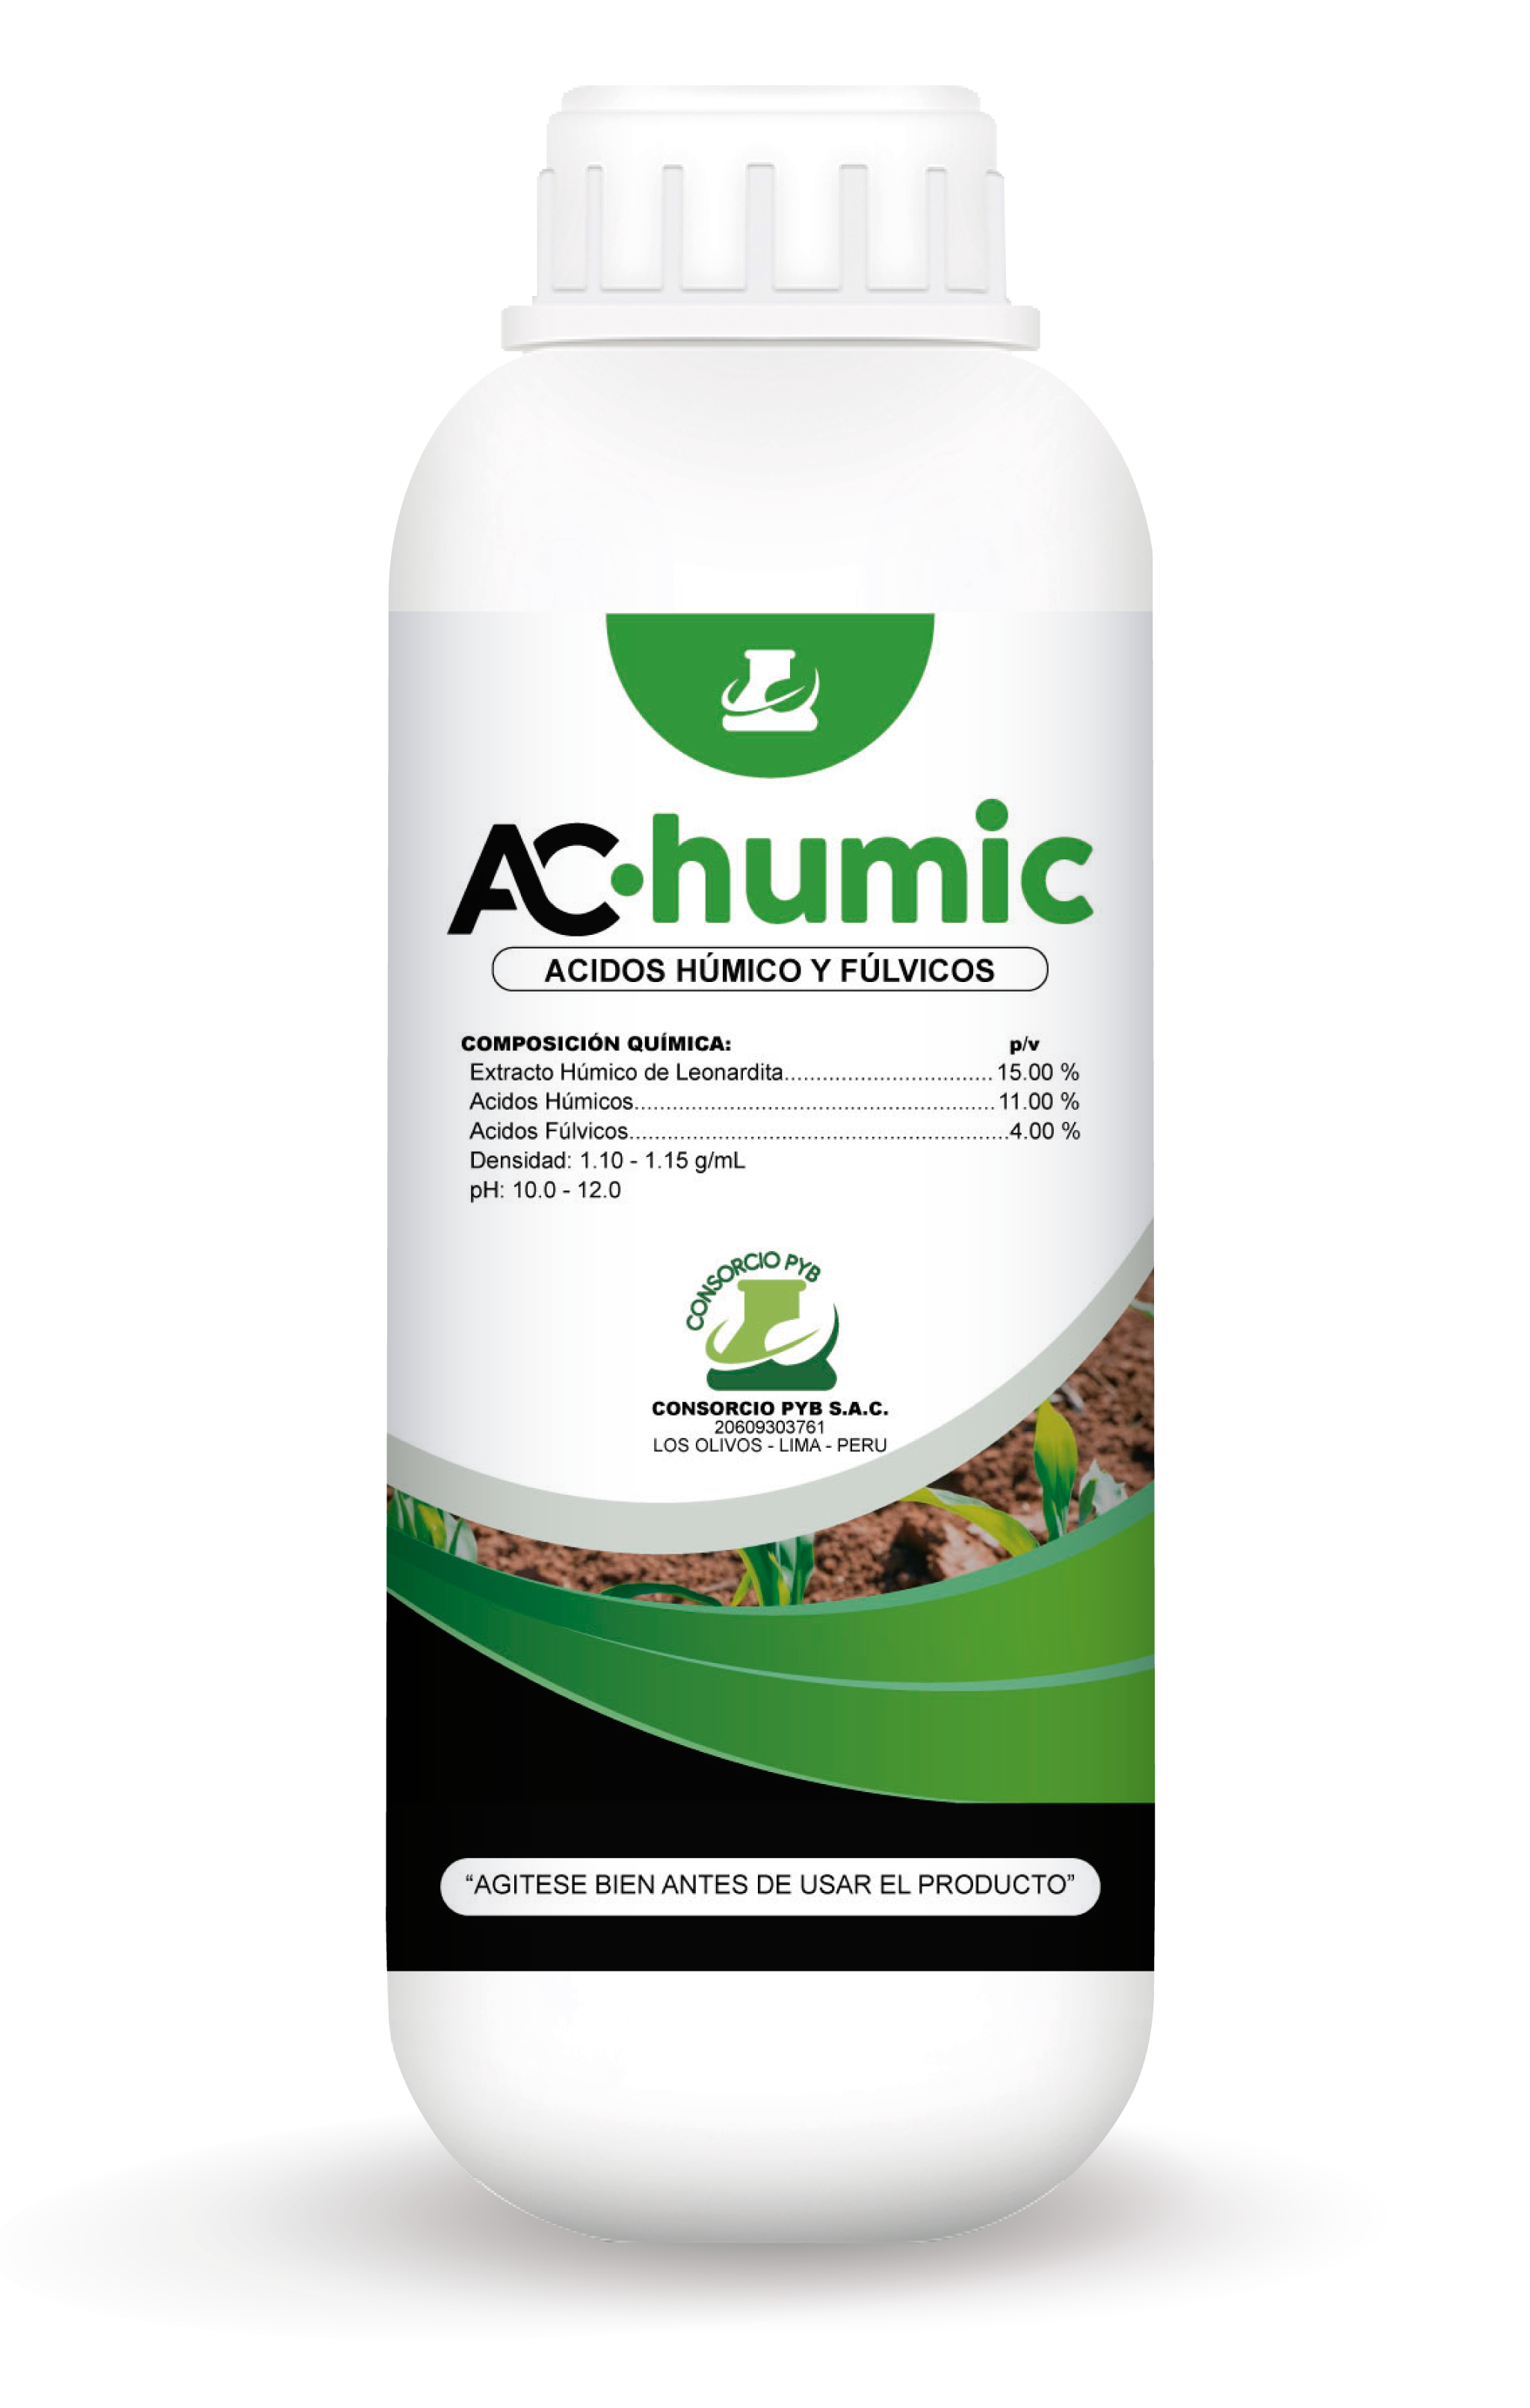 AC·humic
ACIDOS HÚMICO Y FÚLVICOS
COMPOSICIÓN QUÍMICA: p/v
Extracto Húmico de Leonardita................................. 15.00 %
Acidos Húmicos......................................................... 11.00 %
Acidos Fúlvicos............................................................4.00 %
Densidad: 1.10 - 1.15 g/mL
pH: 10.0 - 12.0
CONSORCIO PYB
CONSORCIO PYB S.A.C.
20609303761
LOS OLIVOS - LIMA - PERU
“AGITESE BIEN ANTES DE USAR EL PRODUCTO”